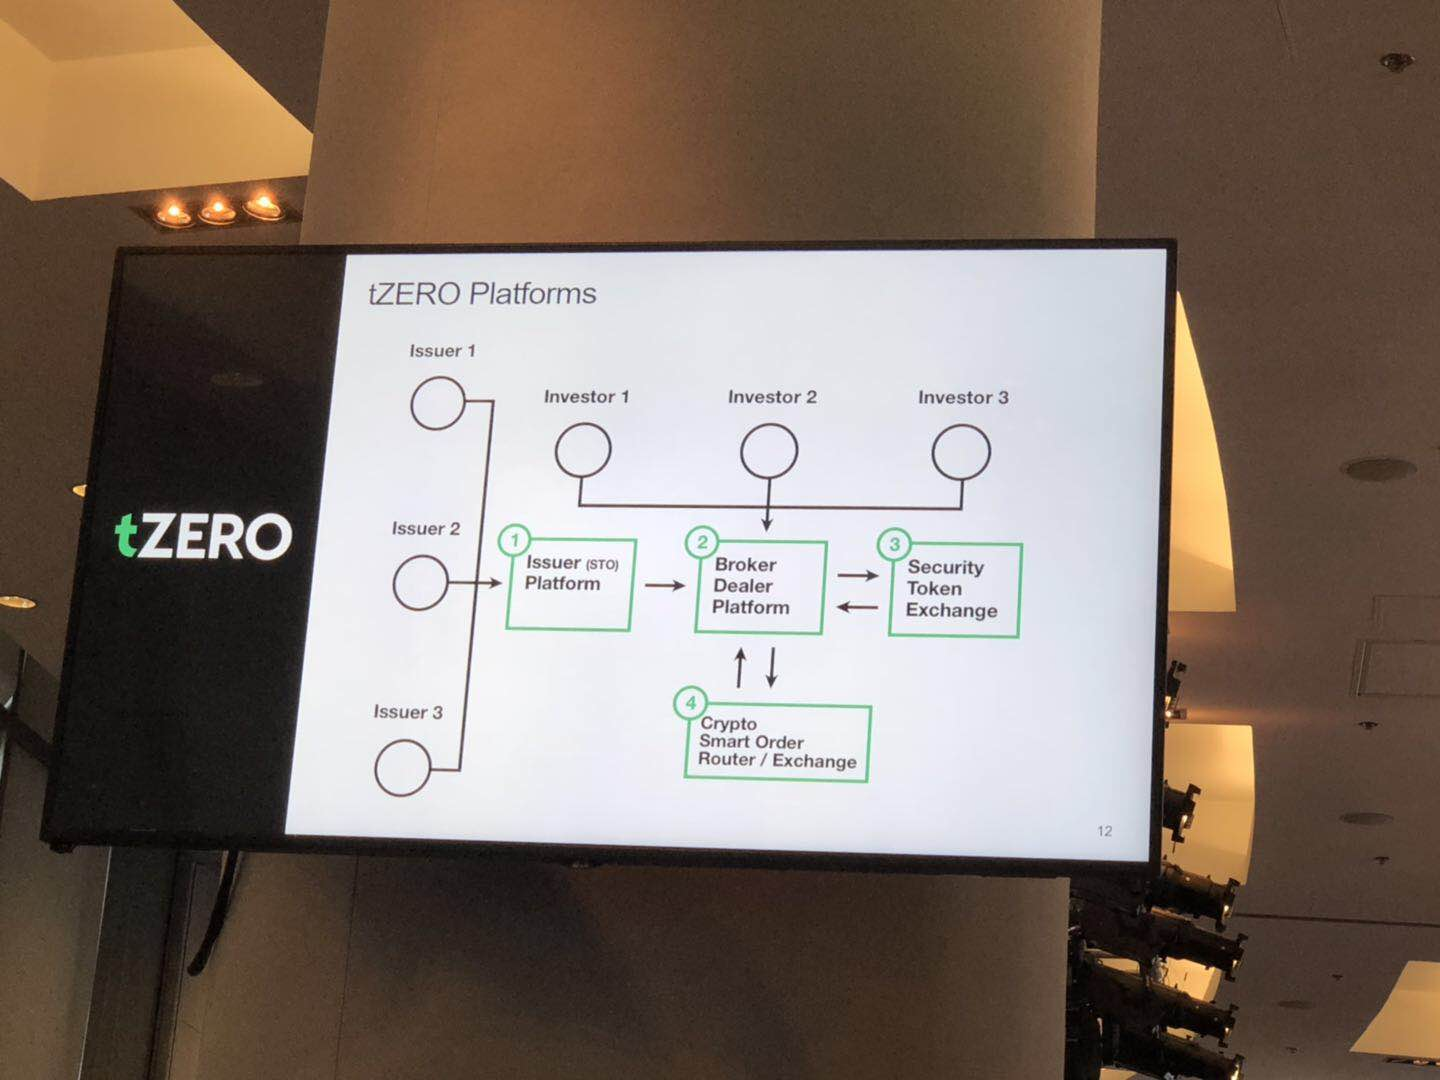 tZERO
tZERO Platforms
Issuer 1
Investor 1
Investor 2
Investor 3
Issuer 2
1
Issuer (STO)
Platform
2
Broker
Dealer
Platform
3
Security
Token
Exchange
Issuer 3
4
Crypto
Smart Order
Router / Exchange
12